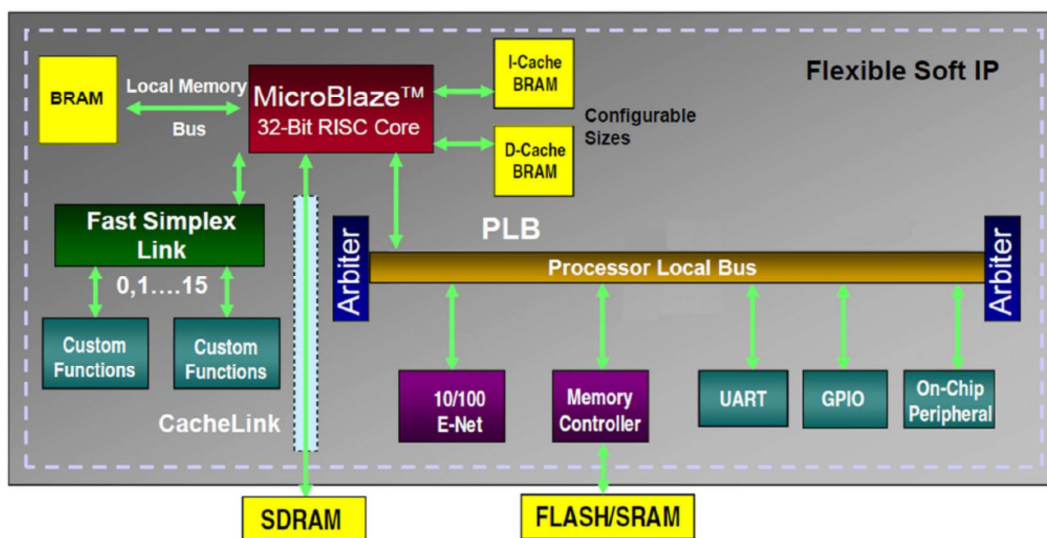 Flexible Soft IP
BRAM
Local Memory
Bus
MicroBlaze™
32-Bit RISC Core
I-Cache
BRAM
D-Cache
BRAM
Configurable
Sizes
Fast Simplex
Link
0,1....15
Custom
Functions
Custom
Functions
CacheLink
PLB
Arbiter
Processor Local Bus
Arbiter
10/100
E-Net
Memory
Controller
UART
GPIO
On-Chip
Peripheral
SDRAM
FLASH/SRAM